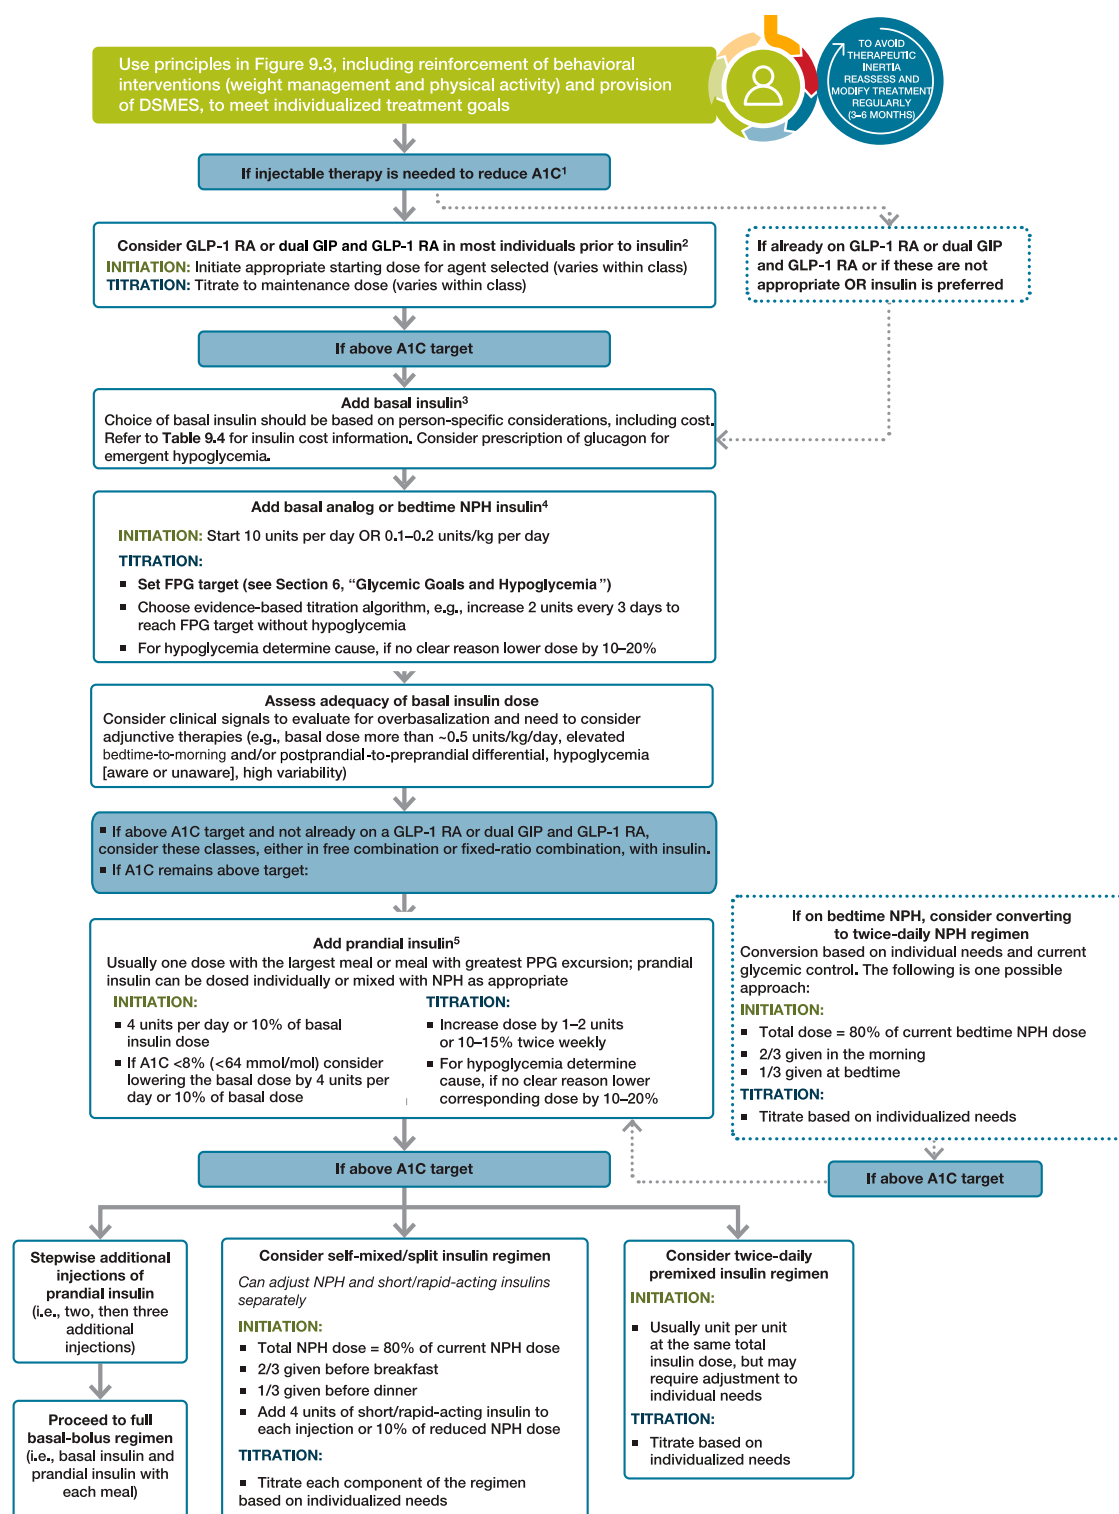 Use principles in Figure 9.3, including reinforcement of behavioral
interventions (weight management and physical activity) and provision
of DSMES, to meet individualized treatment goals
TO AVOID
THERAPEUTIC
INERTIA
REASSESS AND
MODIFY TREATMENT
REGULARLY
(3–6 MONTHS)
If injectable therapy is needed to reduce A1C¹
Consider GLP-1 RA or dual GIP and GLP-1 RA in most individuals prior to insulin²
INITIATION: Initiate appropriate starting dose for agent selected (varies within class)
TITRATION: Titrate to maintenance dose (varies within class)
If already on GLP-1 RA or dual GIP
and GLP-1 RA or if these are not
appropriate OR insulin is preferred
If above A1C target
Add basal insulin³
Choice of basal insulin should be based on person-specific considerations, including cost.
Refer to Table 9.4 for insulin cost information. Consider prescription of glucagon for
emergent hypoglycemia.
Add basal analog or bedtime NPH insulin⁴
INITIATION: Start 10 units per day OR 0.1–0.2 units/kg per day
TITRATION:
▪ Set FPG target (see Section 6, “Glycemic Goals and Hypoglycemia”)
▪ Choose evidence-based titration algorithm, e.g., increase 2 units every 3 days to
reach FPG target without hypoglycemia
▪ For hypoglycemia determine cause, if no clear reason lower dose by 10–20%
Assess adequacy of basal insulin dose
Consider clinical signals to evaluate for overbasalization and need to consider
adjunctive therapies (e.g., basal dose more than ~0.5 units/kg/day, elevated
bedtime-to-morning and/or postprandial-to-preprandial differential, hypoglycemia
[aware or unaware], high variability)
▪ If above A1C target and not already on a GLP-1 RA or dual GIP and GLP-1 RA,
consider these classes, either in free combination or fixed-ratio combination, with insulin.
▪ If A1C remains above target:
Add prandial insulin⁵
Usually one dose with the largest meal or meal with greatest PPG excursion; prandial
insulin can be dosed individually or mixed with NPH as appropriate
INITIATION:
▪ 4 units per day or 10% of basal
insulin dose
▪ If A1C <8% (<64 mmol/mol) consider
lowering the basal dose by 4 units per
day or 10% of basal dose
TITRATION:
▪ Increase dose by 1–2 units
or 10–15% twice weekly
▪ For hypoglycemia determine
cause, if no clear reason lower
corresponding dose by 10–20%
If on bedtime NPH, consider converting
to twice-daily NPH regimen
Conversion based on individual needs and current
glycemic control. The following is one possible
approach:
INITIATION:
▪ Total dose = 80% of current bedtime NPH dose
▪ 2/3 given in the morning
▪ 1/3 given at bedtime
TITRATION:
▪ Titrate based on individualized needs
If above A1C target
If above A1C target
Stepwise additional
injections of
prandial insulin
(i.e., two, then three
additional
injections)
Proceed to full
basal-bolus regimen
(i.e., basal insulin and
prandial insulin with
each meal)
Consider self-mixed/split insulin regimen
Can adjust NPH and short/rapid-acting insulins
separately
INITIATION:
▪ Total NPH dose = 80% of current NPH dose
▪ 2/3 given before breakfast
▪ 1/3 given before dinner
▪ Add 4 units of short/rapid-acting insulin to
each injection or 10% of reduced NPH dose
TITRATION:
▪ Titrate each component of the regimen
based on individualized needs
Consider twice-daily
premixed insulin regimen
INITIATION:
▪ Usually unit per unit
at the same total
insulin dose, but may
require adjustment to
individual needs
TITRATION:
▪ Titrate based on
individualized needs